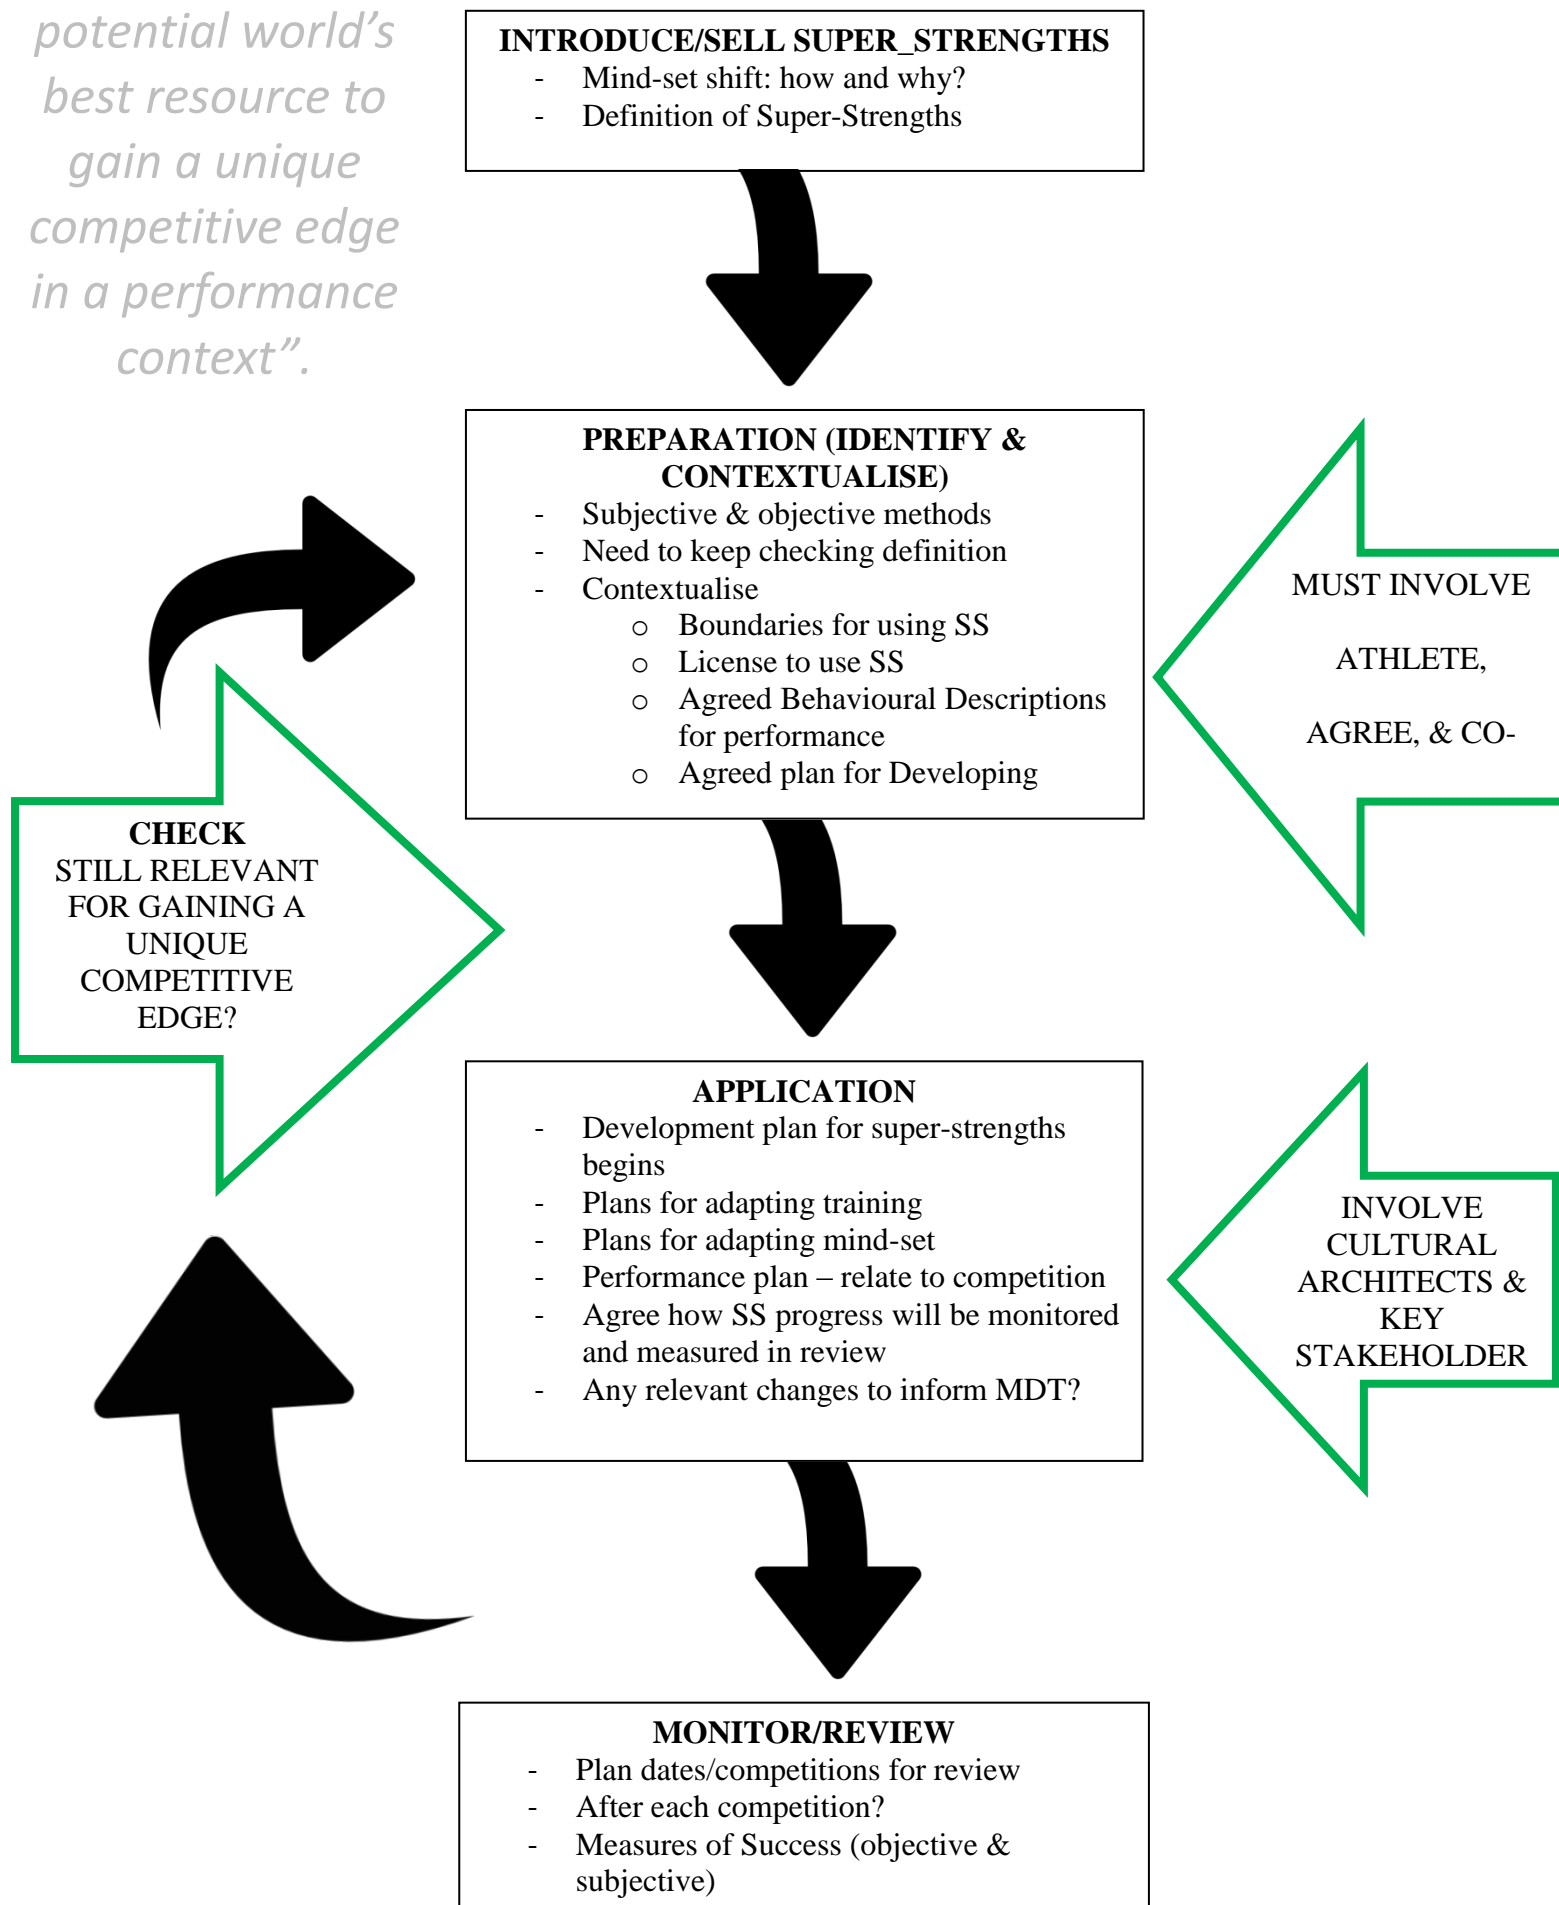 potential world's
best resource to
gain a unique
competitive edge
in a performance
context”.
INTRODUCE/SELL SUPER_STRENGTHS
- Mind-set shift: how and why?
- Definition of Super-Strengths
PREPARATION (IDENTIFY &
CONTEXTUALISE)
- Subjective & objective methods
- Need to keep checking definition
- Contextualise
o Boundaries for using SS
o License to use SS
o Agreed Behavioural Descriptions
for performance
o Agreed plan for Developing
MUST INVOLVE
ATHLETE,
AGREE, & CO-
CHECK
STILL RELEVANT
FOR GAINING A
UNIQUE
COMPETITIVE
EDGE?
APPLICATION
- Development plan for super-strengths
begins
- Plans for adapting training
- Plans for adapting mind-set
- Performance plan – relate to competition
- Agree how SS progress will be monitored
and measured in review
- Any relevant changes to inform MDT?
INVOLVE
CULTURAL
ARCHITECTS &
KEY
STAKEHOLDER
MONITOR/REVIEW
- Plan dates/competitions for review
- After each competition?
- Measures of Success (objective &
subjective)